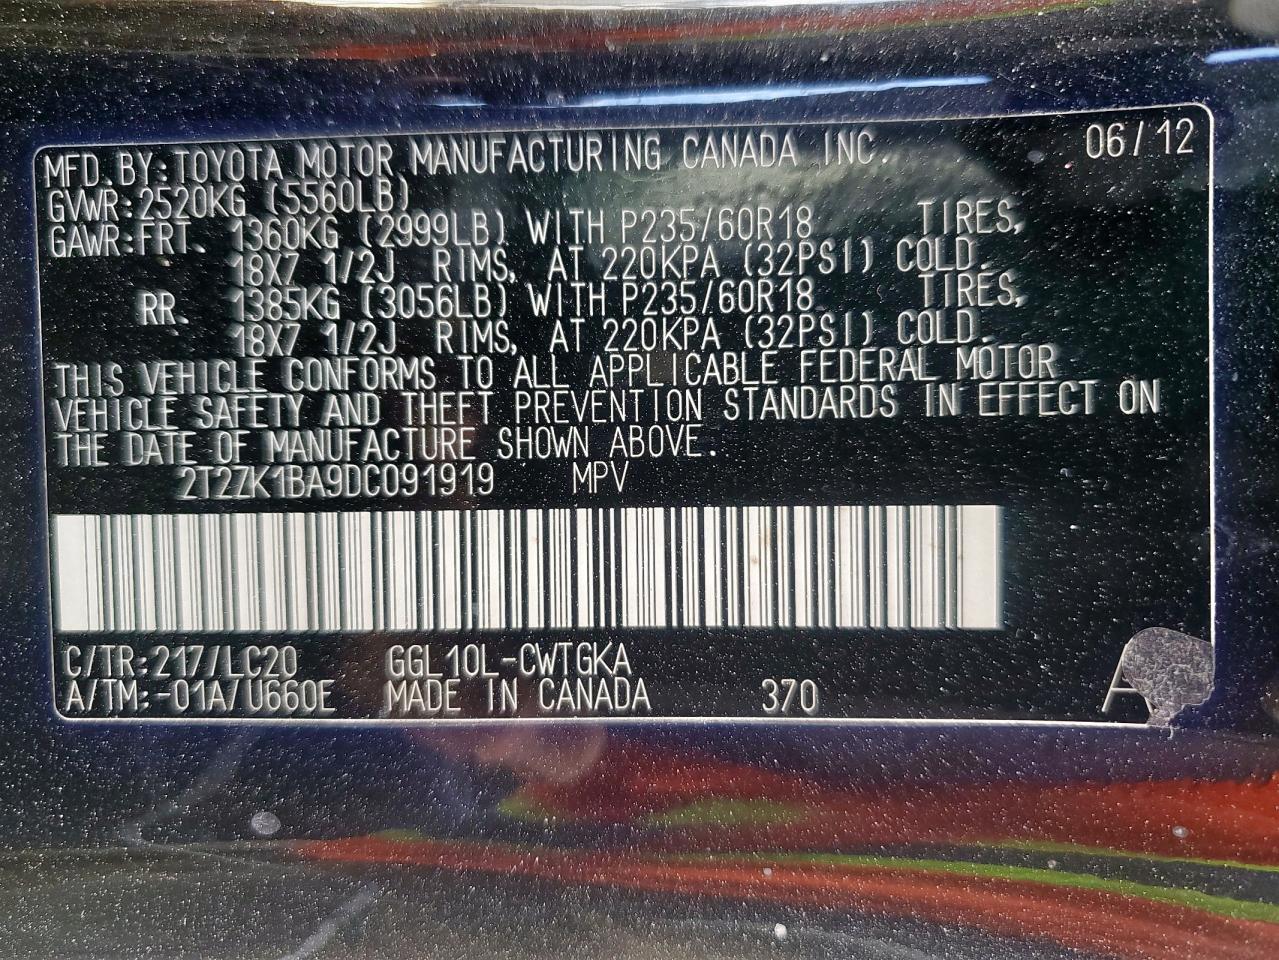 06/12
MFD. BY: TOYOTA MOTOR MANUFACTURING CANADA INC.
GVWR: 2520KG (5560LB)
GAWR: FRT. 1360KG (2999LB) WITH P235/60R18 TIRES,
18X7 1/2J RIMS, AT 220KPA (32PSI) COLD.
RR. 1385KG (3056LB) WITH P235/60R18 TIRES,
18X7 1/2J RIMS, AT 220KPA (32PSI) COLD.
THIS VEHICLE CONFORMS TO ALL APPLICABLE FEDERAL MOTOR
VEHICLE SAFETY AND THEFT PREVENTION STANDARDS IN EFFECT ON
THE DATE OF MANUFACTURE SHOWN ABOVE.
2T2ZK1BA9DC091919 MPV
C/TR: 217/LC20 GGL10L-CWTGKA
A/TM: -01A/U660E MADE IN CANADA 370